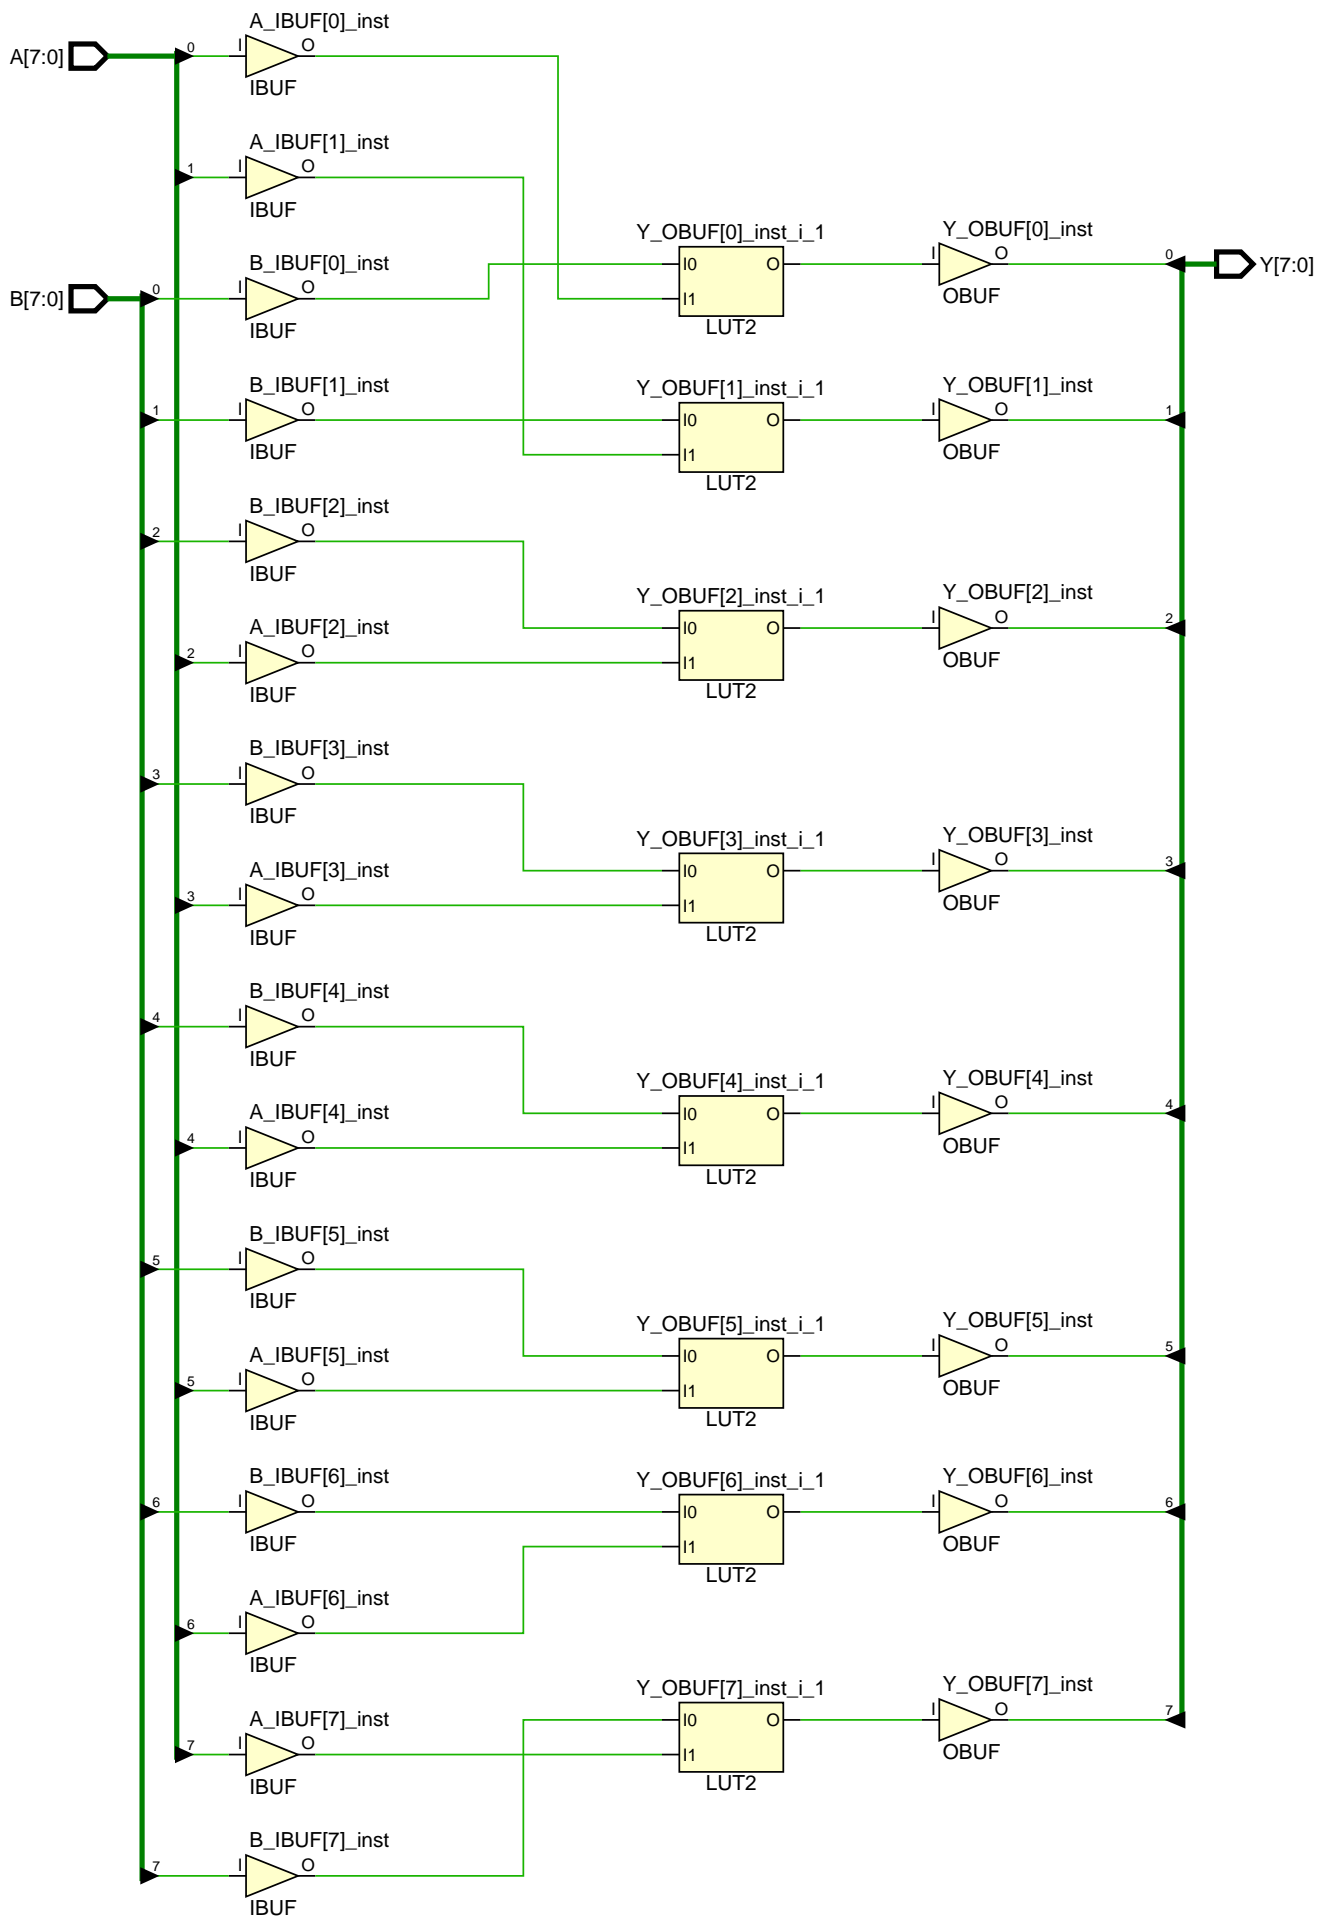 A_IBUF[0]_inst
A[7:0] 0 I O
IBUF
A_IBUF[1]_inst
1 I O
IBUF
Y_OBUF[0]_inst_i_1 Y_OBUF[0]_inst
B_IBUF[0]_inst I0 O I O 0 Y[7:0]
B[7:0] 0 I O I1 OBUF
IBUF LUT2
B_IBUF[1]_inst Y_OBUF[1]_inst_i_1 Y_OBUF[1]_inst
1 I O I0 O I O 1
IBUF I1 OBUF
LUT2
B_IBUF[2]_inst
2 I O
IBUF Y_OBUF[2]_inst_i_1 Y_OBUF[2]_inst
A_IBUF[2]_inst I0 O I O 2
2 I O I1 OBUF
IBUF LUT2
B_IBUF[3]_inst
3 I O
IBUF Y_OBUF[3]_inst_i_1 Y_OBUF[3]_inst
A_IBUF[3]_inst I0 O I O 3
3 I O I1 OBUF
IBUF LUT2
B_IBUF[4]_inst
4 I O
IBUF Y_OBUF[4]_inst_i_1 Y_OBUF[4]_inst
A_IBUF[4]_inst I0 O I O 4
4 I O I1 OBUF
IBUF LUT2
B_IBUF[5]_inst
5 I O
IBUF Y_OBUF[5]_inst_i_1 Y_OBUF[5]_inst
A_IBUF[5]_inst I0 O I O 5
5 I O I1 OBUF
IBUF LUT2
B_IBUF[6]_inst Y_OBUF[6]_inst_i_1 Y_OBUF[6]_inst
6 I O I0 O I O 6
IBUF I1 OBUF
LUT2
A_IBUF[6]_inst
6 I O
IBUF
Y_OBUF[7]_inst_i_1 Y_OBUF[7]_inst
A_IBUF[7]_inst I0 O I O 7
7 I O I1 OBUF
IBUF LUT2
B_IBUF[7]_inst
7 I O
IBUF